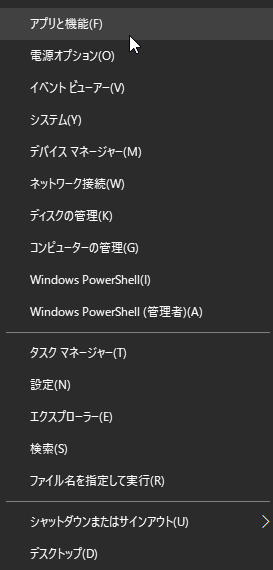 アプリと機能(F)
電源オプション(O)
イベント ビューアー(V)
システム(Y)
デバイス マネージャー(M)
ネットワーク接続(W)
ディスクの管理(K)
コンピューターの管理(G)
Windows PowerShell(I)
Windows PowerShell (管理者)(A)
タスク マネージャー(T)
設定(N)
エクスプローラー(E)
検索(S)
ファイル名を指定して実行(R)
シャットダウンまたはサインアウト(U)
デスクトップ(D)